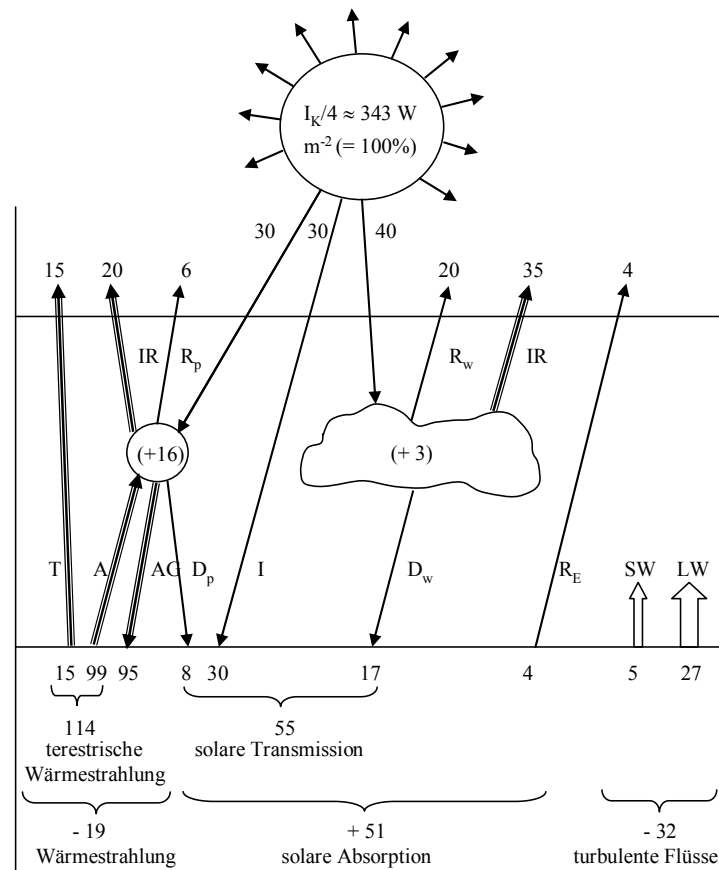 I_K/4 ≈ 343 W
m⁻² (= 100%)
30 30 40
15 20 6 20 35 4
IR R_p R_w IR
(+16) (+ 3)
T A AG D_p I D_w R_E SW LW
15 99 95 8 30 17 4 5 27
114 55
terestrische solare Transmission
Wärmestrahlung
- 19 + 51 - 32
Wärmestrahlung solare Absorption turbulente Flüsse